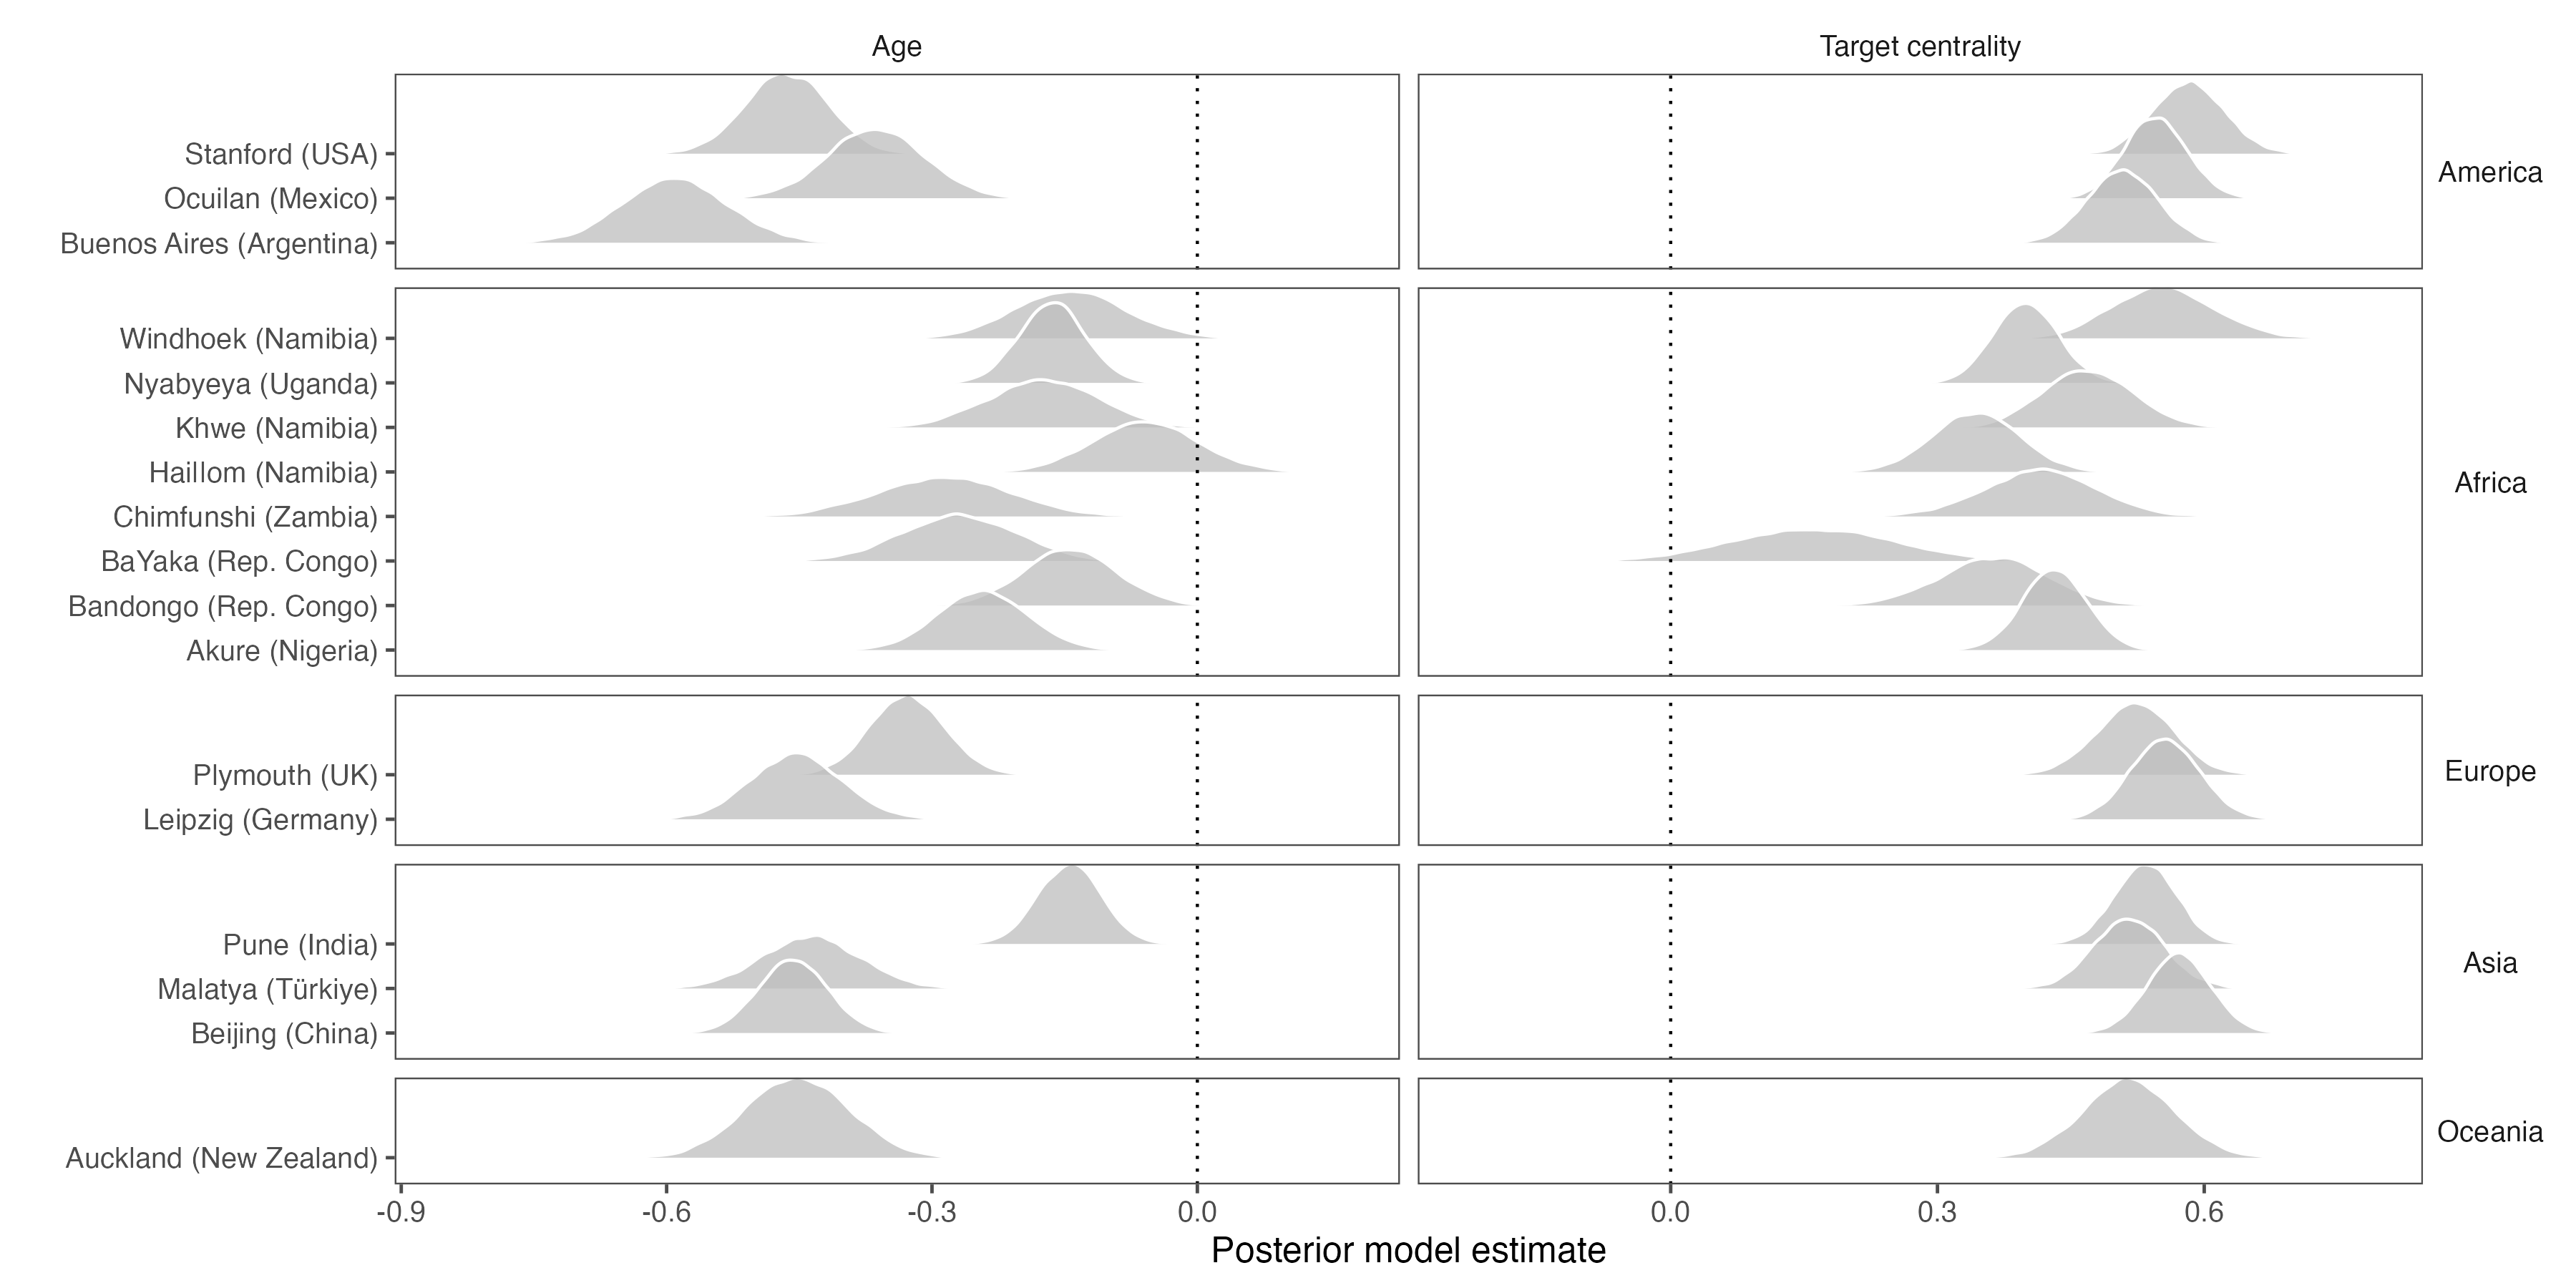 Age
Target centrality
Stanford (USA)
Ocuilan (Mexico)
Buenos Aires (Argentina)
America
Windhoek (Namibia)
Nyabyeya (Uganda)
Khwe (Namibia)
Haillom (Namibia)
Chimfunshi (Zambia)
BaYaka (Rep. Congo)
Bandongo (Rep. Congo)
Akure (Nigeria)
Africa
Plymouth (UK)
Leipzig (Germany)
Europe
Pune (India)
Malatya (Türkiye)
Beijing (China)
Asia
Auckland (New Zealand)
Oceania
-0.9 -0.6 -0.3 0.0 0.0 0.3 0.6
Posterior model estimate